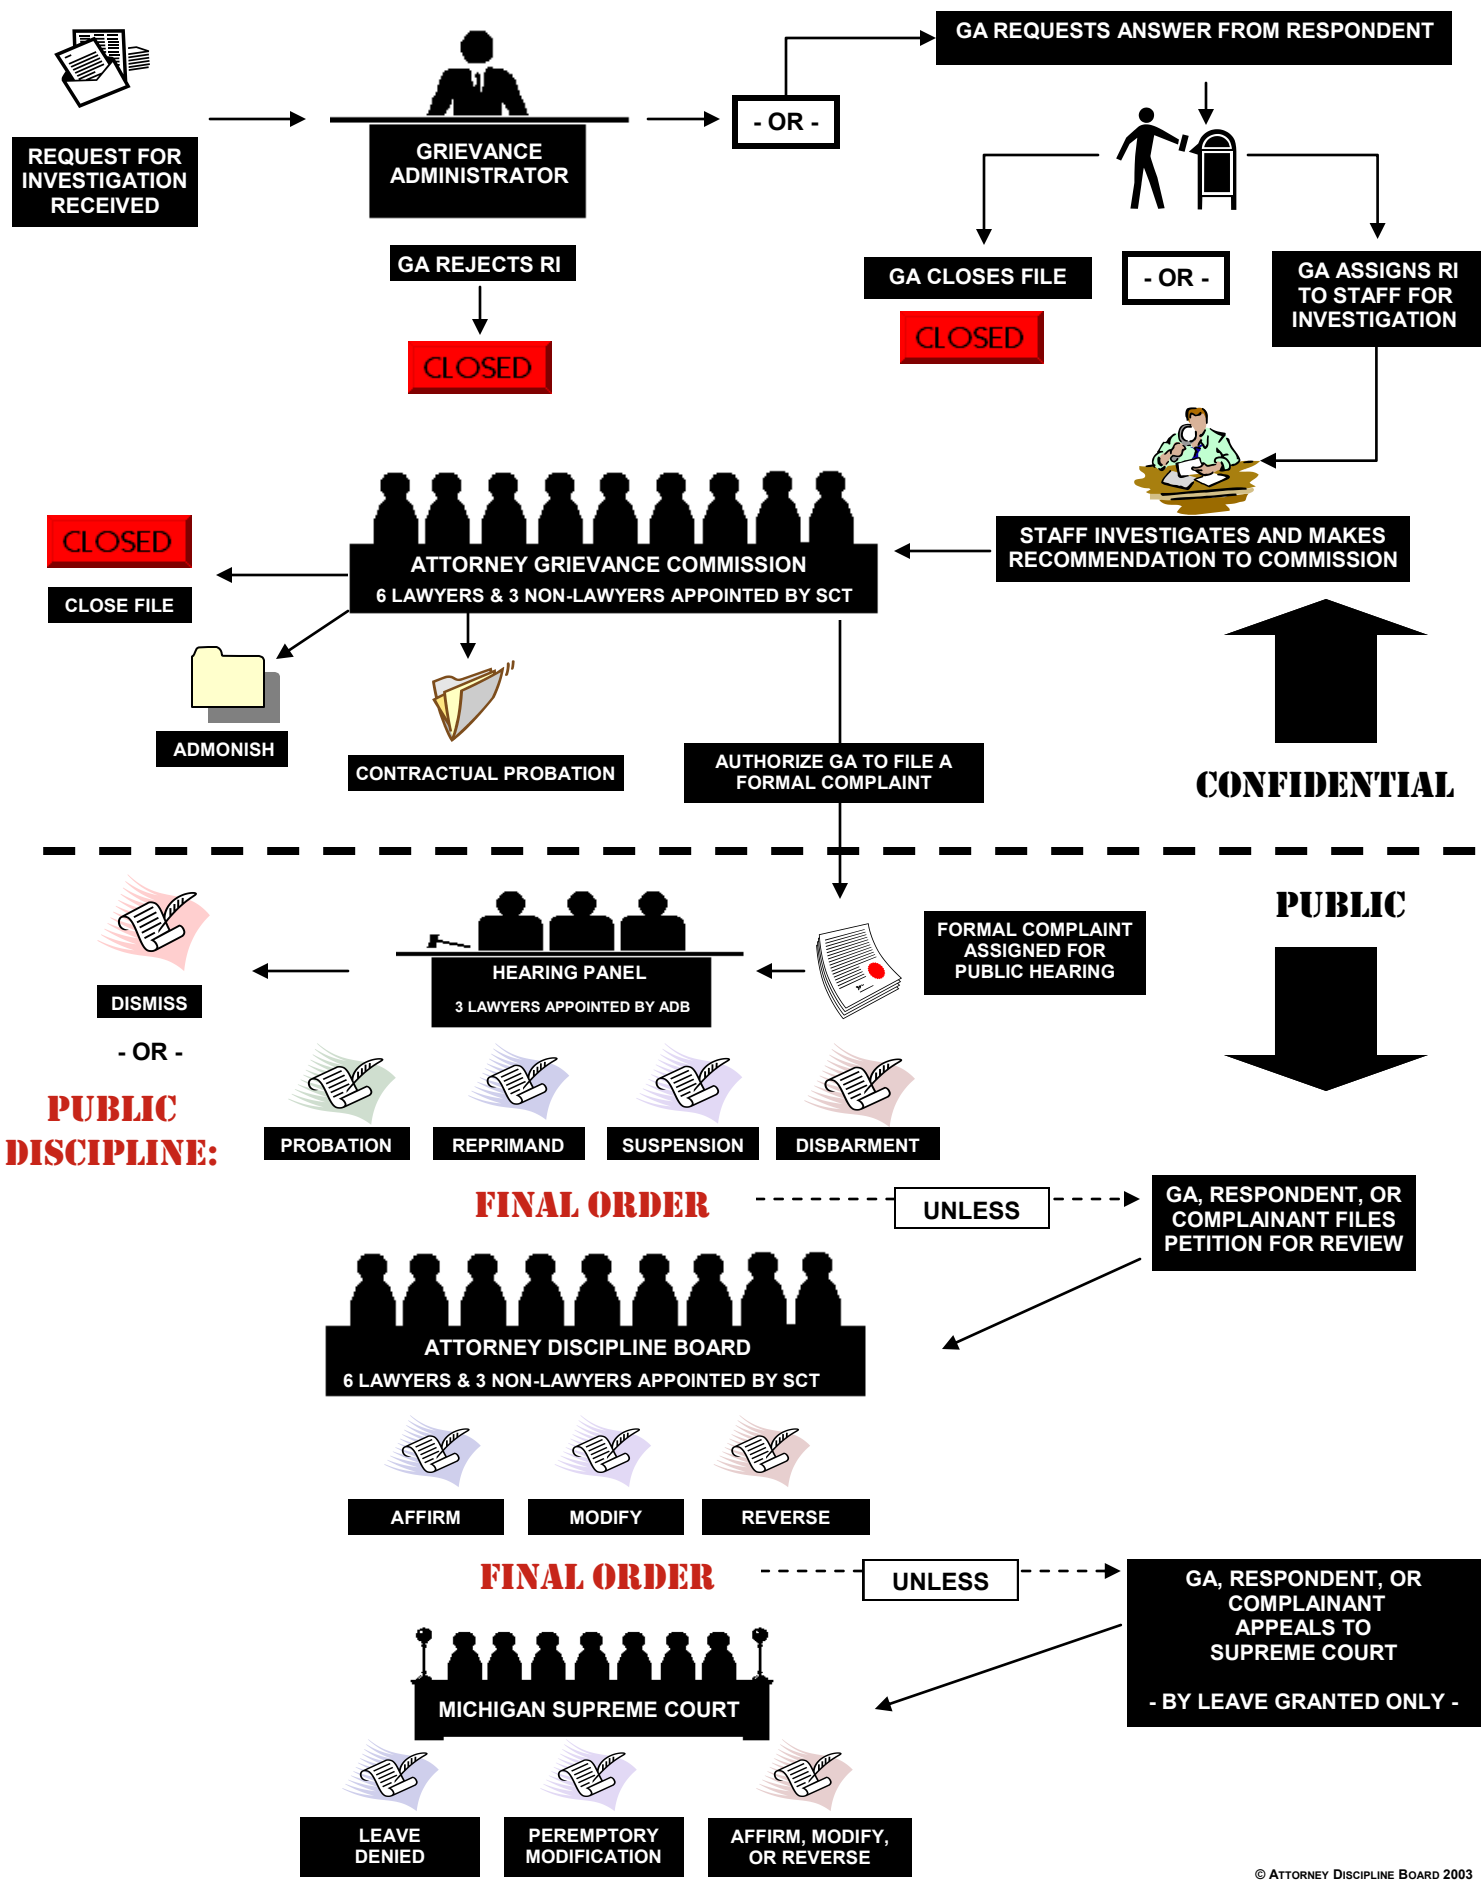 REQUEST FOR
INVESTIGATION
RECEIVED
GRIEVANCE
ADMINISTRATOR
- OR -
GA REQUESTS ANSWER FROM RESPONDENT
GA REJECTS RI
CLOSED
GA CLOSES FILE
CLOSED
- OR -
GA ASSIGNS RI
TO STAFF FOR
INVESTIGATION
STAFF INVESTIGATES AND MAKES
RECOMMENDATION TO COMMISSION
ATTORNEY GRIEVANCE COMMISSION
6 LAWYERS & 3 NON-LAWYERS APPOINTED BY SCT
CLOSED
CLOSE FILE
ADMONISH
CONTRACTUAL PROBATION
AUTHORIZE GA TO FILE A
FORMAL COMPLAINT
CONFIDENTIAL
PUBLIC
FORMAL COMPLAINT
ASSIGNED FOR
PUBLIC HEARING
HEARING PANEL
3 LAWYERS APPOINTED BY ADB
DISMISS
- OR -
PUBLIC
DISCIPLINE:
PROBATION
REPRIMAND
SUSPENSION
DISBARMENT
FINAL ORDER
UNLESS
GA, RESPONDENT, OR
COMPLAINANT FILES
PETITION FOR REVIEW
ATTORNEY DISCIPLINE BOARD
6 LAWYERS & 3 NON-LAWYERS APPOINTED BY SCT
AFFIRM
MODIFY
REVERSE
FINAL ORDER
UNLESS
GA, RESPONDENT, OR
COMPLAINANT
APPEALS TO
SUPREME COURT
- BY LEAVE GRANTED ONLY -
MICHIGAN SUPREME COURT
LEAVE
DENIED
PEREMPTORY
MODIFICATION
AFFIRM, MODIFY,
OR REVERSE
© ATTORNEY DISCIPLINE BOARD 2003